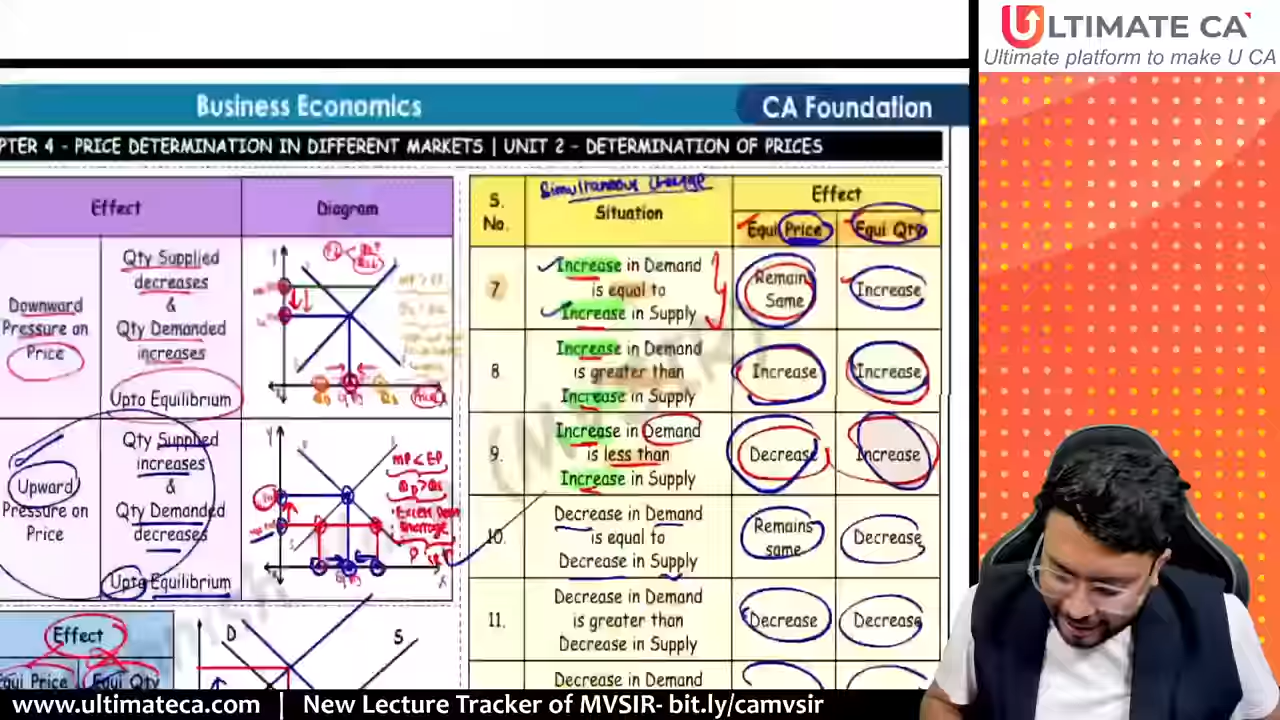 ULTIMATE CA
Ultimate platform to make U CA
Business Economics
CA Foundation
PTER 4 - PRICE DETERMINATION IN DIFFERENT MARKETS | UNIT 2 - DETERMINATION OF PRICES
Effect
Diagram
Downward
Pressure on
Price
Qty Supplied
decreases
&
Qty Demanded
increases
Upto Equilibrium
Upward
Pressure on
Price
Qty Supplied
increases
&
Qty Demanded
decreases
Upto Equilibrium
MP < EP
Effect
Equi Price
Equi Qty
D
S
S.
No.
Simultaneous change
Situation
Effect
Equi Price
Equi Qty
7
Increase in Demand
is equal to
Increase in Supply
Remain
Same
Increase
8
Increase in Demand
is greater than
Increase in Supply
Increase
Increase
9.
Increase in Demand
is less than
Increase in Supply
Decrease
Increase
10.
Decrease in Demand
is equal to
Decrease in Supply
Remains
same
Decrease
11.
Decrease in Demand
is greater than
Decrease in Supply
Decrease
Decrease
Decrease in Demand
www.ultimateca.com | New Lecture Tracker of MVSIR- bit.ly/camvsir